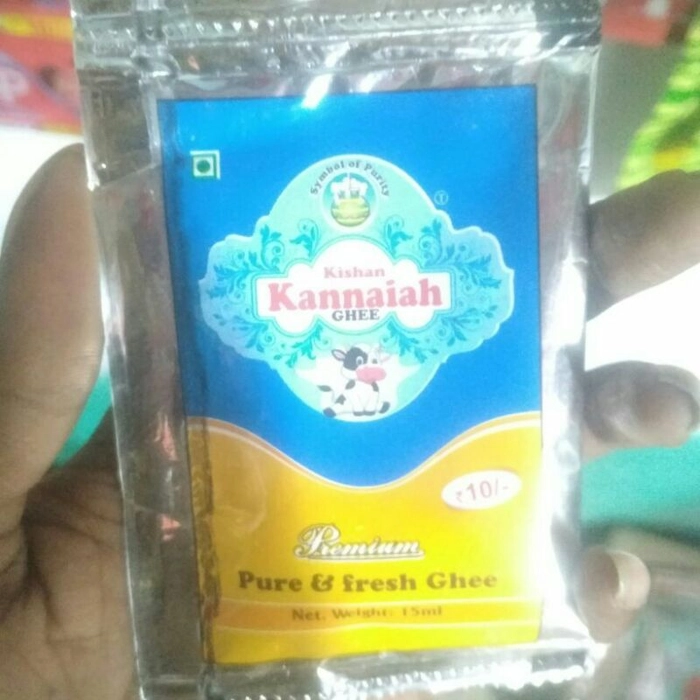 Symbol of Purity
Kishan
Kannaiah
GHEE
₹10/-
Premium
Pure & fresh Ghee
Net. Weight: 15ml